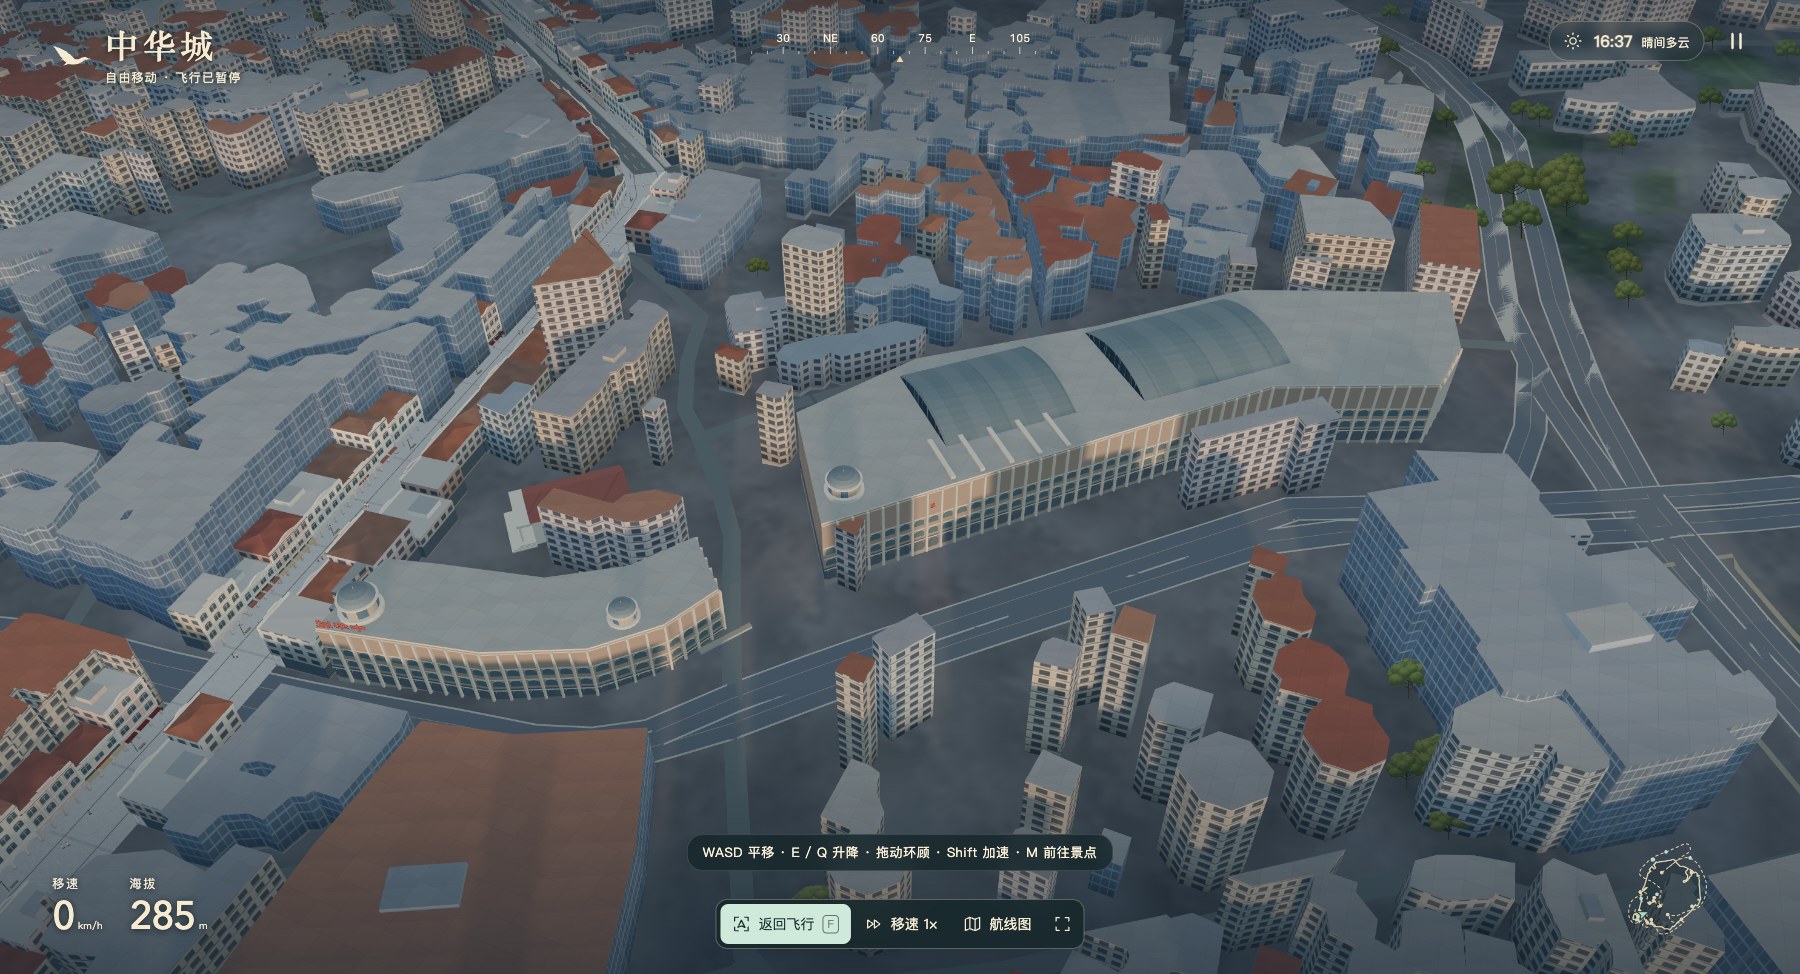 中华城
自由移动 · 飞行已暂停
30 NE 60 75 E 105
16:37 晴间多云
WASD 平移 · E / Q 升降 · 拖动环顾 · Shift 加速 · M 前往景点
移速 海拔
0 km/h 285 m
返回飞行 F 移速 1x 航线图